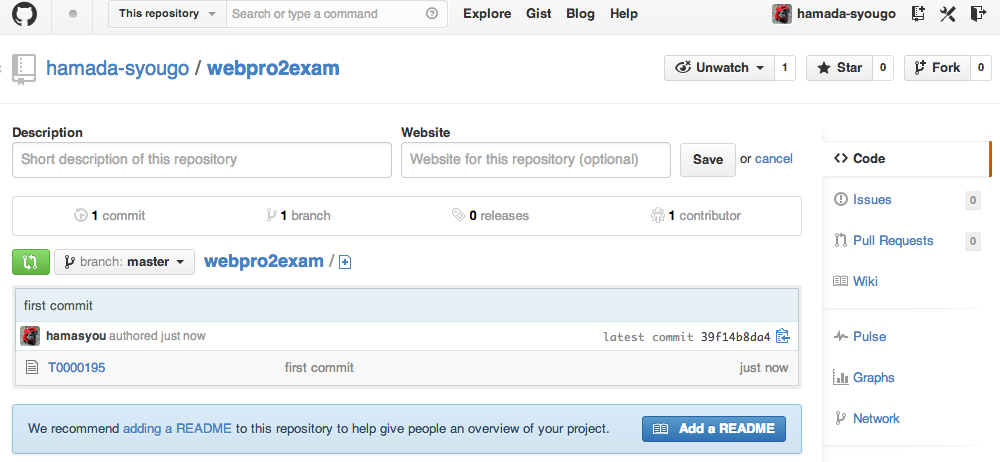 This repository Search or type a command Explore Gist Blog Help hamada-syougo
hamada-syougo / webpro2exam Unwatch 1 Star 0 Fork 0
Description Website
Short description of this repository Website for this repository (optional) Save or cancel
1 commit 1 branch 0 releases 1 contributor
branch: master webpro2exam /
first commit
hamasyou authored just now latest commit 39f14b8da4
T0000195 first commit just now
We recommend adding a README to this repository to help give people an overview of your project. Add a README
Code
Issues 0
Pull Requests 0
Wiki
Pulse
Graphs
Network